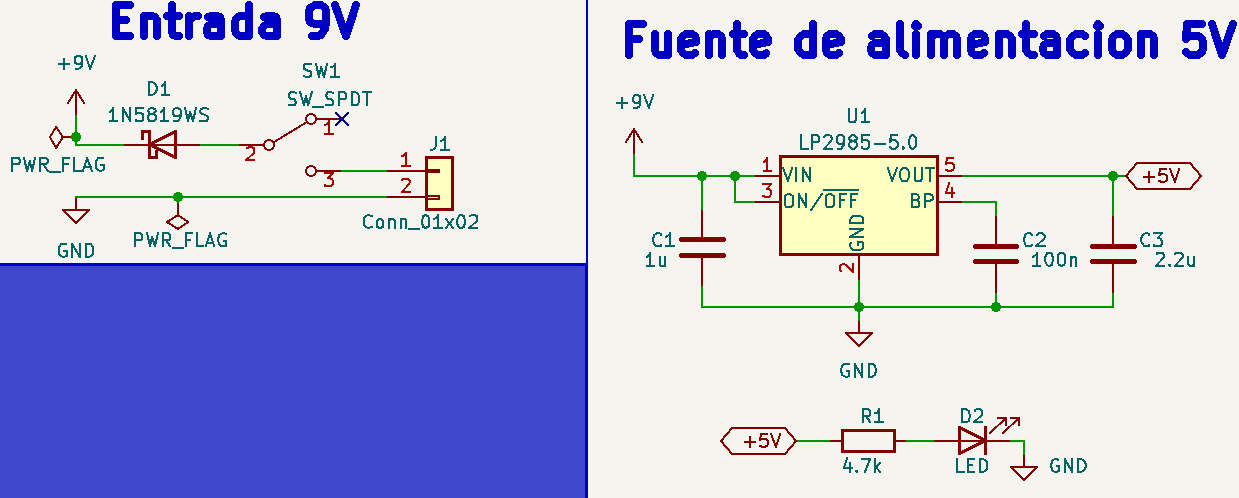 Entrada 9V
+9V
D1
1N5819WS
SW1
SW_SPDT
1
2
3
PWR_FLAG
J1
1
2
Conn_01x02
GND
PWR_FLAG
Fuente de alimentacion 5V
+9V
U1
LP2985-5.0
1
VIN
VOUT
5
+5V
3
ON/OFF
BP
4
GND
2
C1
1u
C2
100n
C3
2.2u
GND
+5V
R1
4.7k
D2
LED
GND